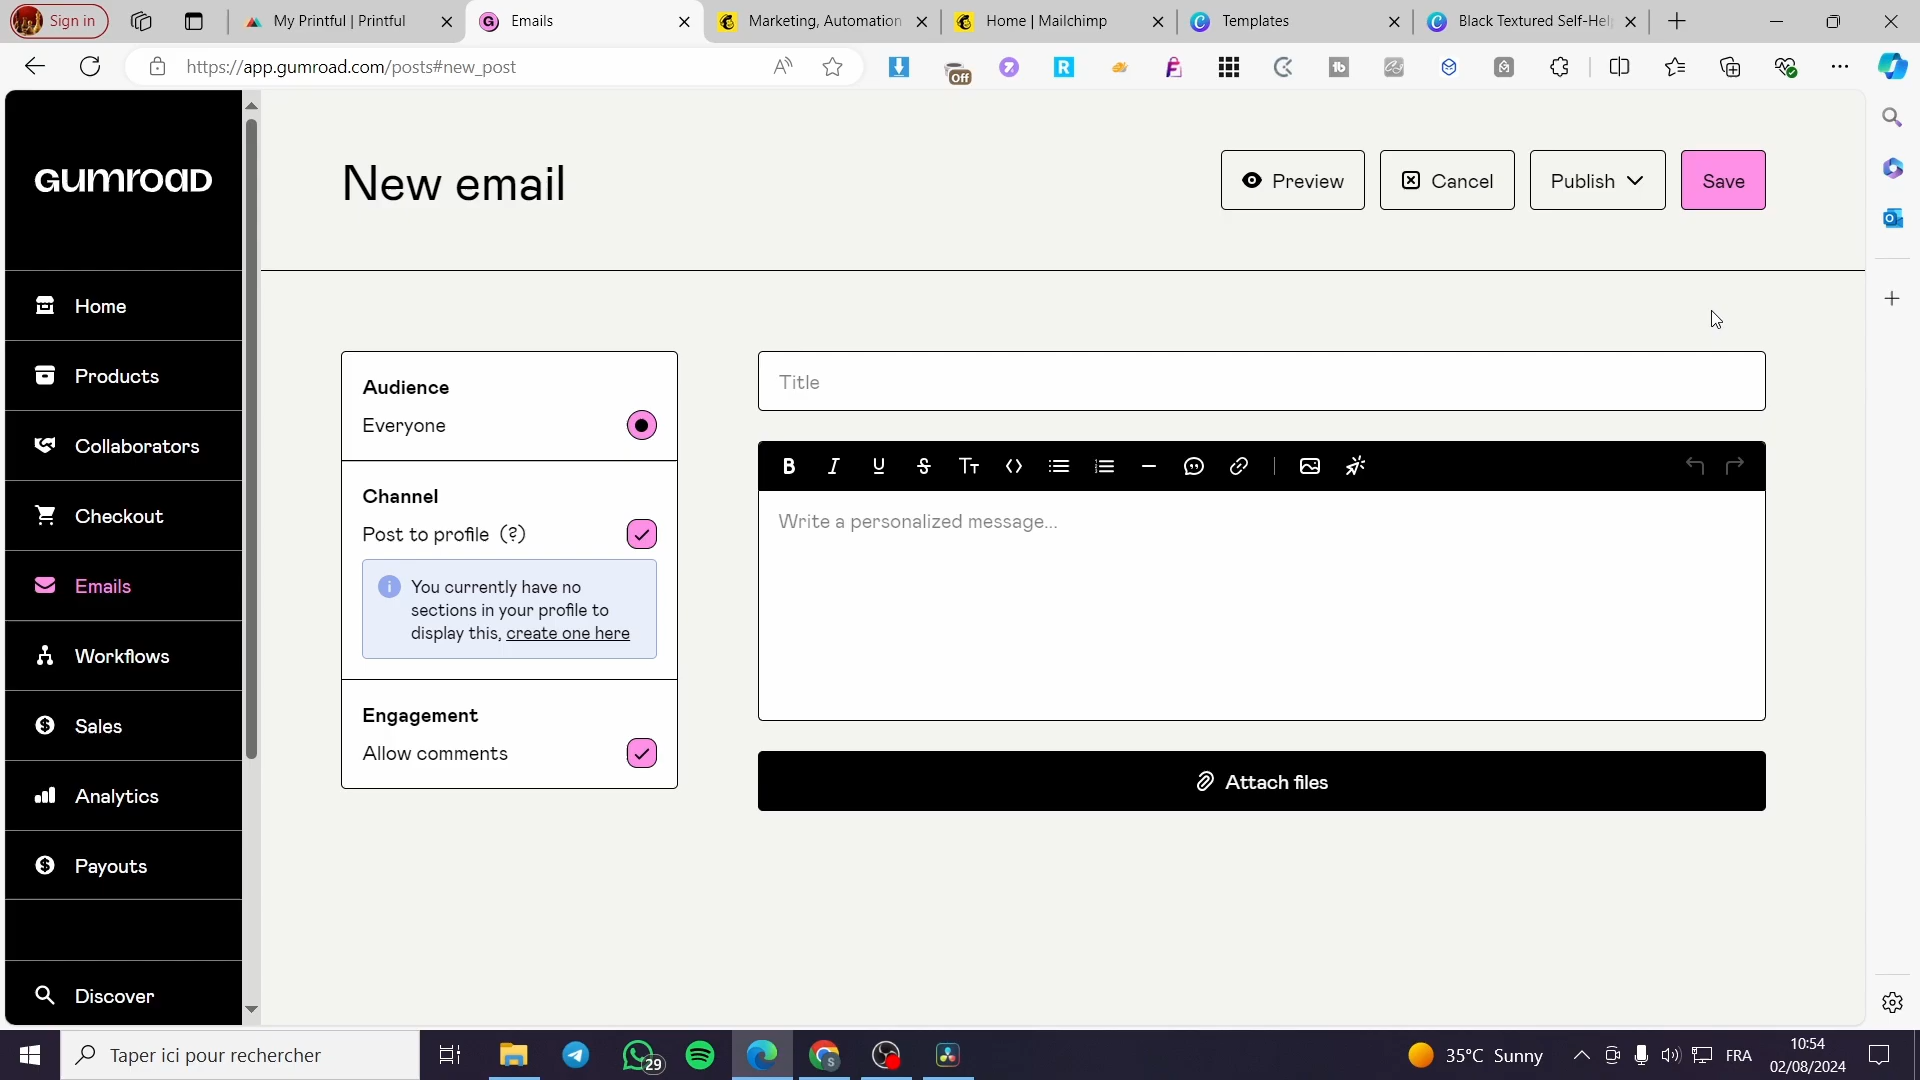 Sign in
My Printful | Printful
Emails
Marketing, Automation
Home | Mailchimp
Templates
Black Textured Self-Hel
https://app.gumroad.com/posts#new_post
Off
GUMROAD
New email
Preview
Cancel
Publish
Save
Home
Products
Collaborators
Checkout
Emails
Workflows
Sales
Analytics
Payouts
Discover
Audience
Everyone
Channel
Post to profile (?)
You currently have no
sections in your profile to
display this, create one here
Engagement
Allow comments
Title
Write a personalized message...
Attach files
Taper ici pour rechercher
29
35°C Sunny
FRA
10:54
02/08/2024